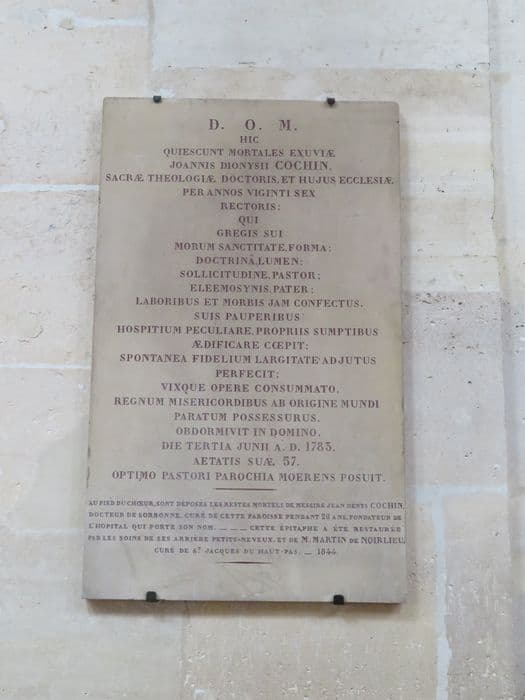 D. O. M.
HIC
QUIESCUNT MORTALES EXUVIÆ
JOANNIS DIONYSII COCHIN,
SACRÆ THEOLOGIÆ DOCTORIS, ET HUJUS ECCLESIÆ
PER ANNOS VIGINTI SEX
RECTORIS;
QUI
GREGIS SUI
MORUM SANCTITATE, FORMA;
DOCTRINÂ, LUMEN;
SOLLICITUDINE, PASTOR;
ELEEMOSYNIS, PATER;
LABORIBUS ET MORBIS JAM CONFECTUS.
SUIS PAUPERIBUS
HOSPITIUM PECULIARE, PROPRIIS SUMPTIBUS
ÆDIFICARE CŒPIT;
SPONTANEA FIDELIUM LARGITATE ADJUTUS
PERFECIT;
VIXQUE OPERE CONSUMMATO,
REGNUM MISERICORDIBUS AB ORIGINE MUNDI
PARATUM POSSESSURUS,
OBDORMIVIT IN DOMINO.
DIE TERTIA JUNII A. D. 1783.
AETATIS SUÆ, 57.
OPTIMO PASTORI PAROCHIA MOERENS POSUIT.
AU PIED DU CHŒUR, SONT DEPOSÉS LES RESTES MORTELS DE MESSIRE JEAN DENIS COCHIN,
DOCTEUR DE SORBONNE, CURÉ DE CETTE PAROISSE PENDANT 26 ANS, FONDATEUR DE
L'HOPITAL QUI PORTE SON NOM. _ _ _ CETTE ÉPITAPHE A ÉTÉ RESTAURÉE
PAR LES SOINS DE SES ARRIERE PETITS-NEVEUX, ET DE M. MARTIN DE NOIRLIEU,
CURÉ DE St. JACQUES DU HAUT-PAS. _ 1844.